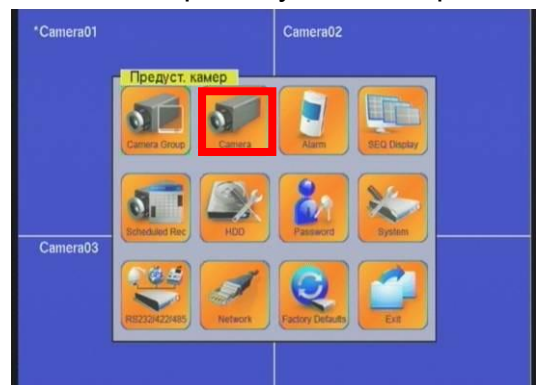 *Camera01
Camera02
Предуст. камер
Camera Group
Camera
Alarm
SEQ Display
Scheduled Rec
HDD
Password
System
Camera03
RS232/422/485
Network
Factory Defaults
Exit